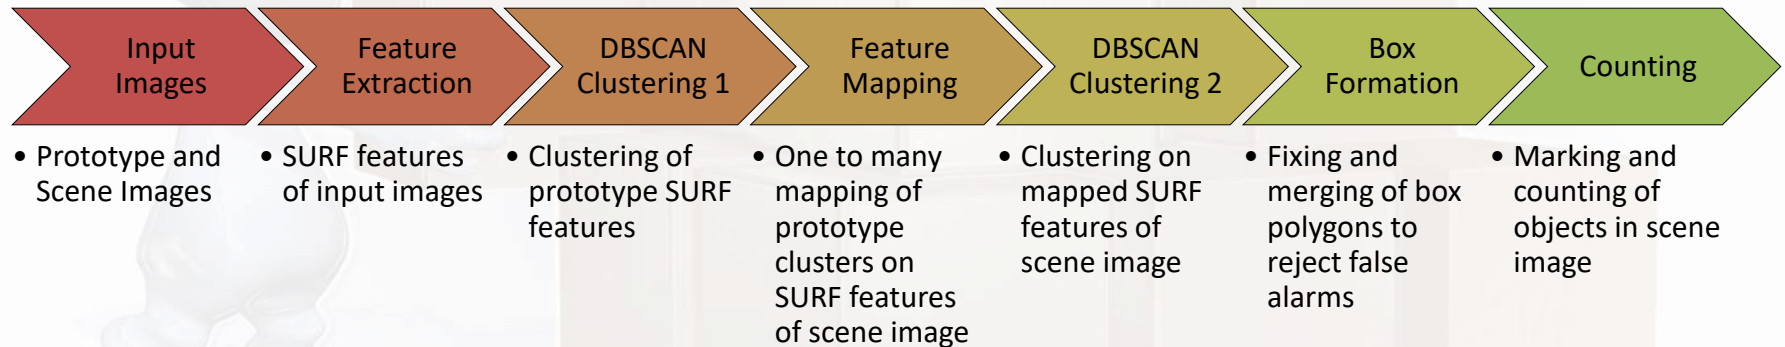 Input
Images
Feature
Extraction
DBSCAN
Clustering 1
Feature
Mapping
DBSCAN
Clustering 2
Box
Formation
Counting
• Prototype and
Scene Images
• SURF features
of input images
• Clustering of
prototype SURF
features
• One to many
mapping of
prototype
clusters on
SURF features
of scene image
• Clustering on
mapped SURF
features of
scene image
• Fixing and
merging of box
polygons to
reject false
alarms
• Marking and
counting of
objects in scene
image